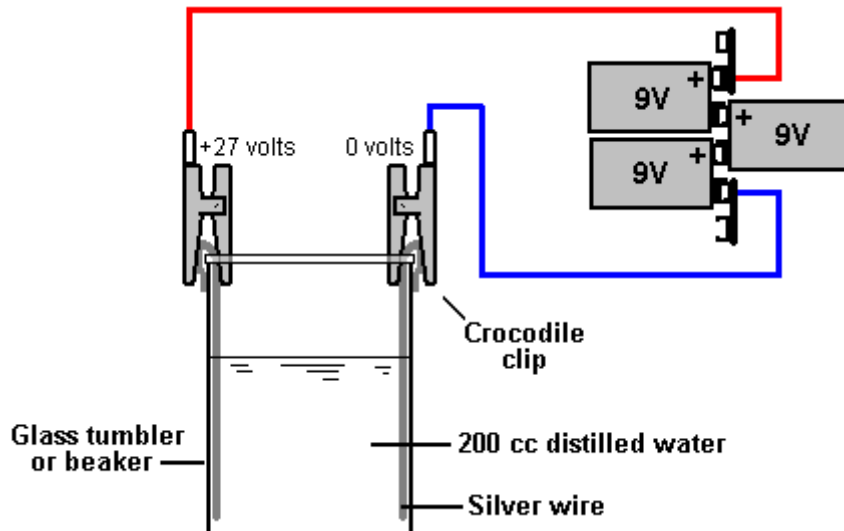 +27 volts
0 volts
+
9V
+
9V
+
9V
Crocodile
clip
Glass tumbler
or beaker
200 cc distilled water
Silver wire